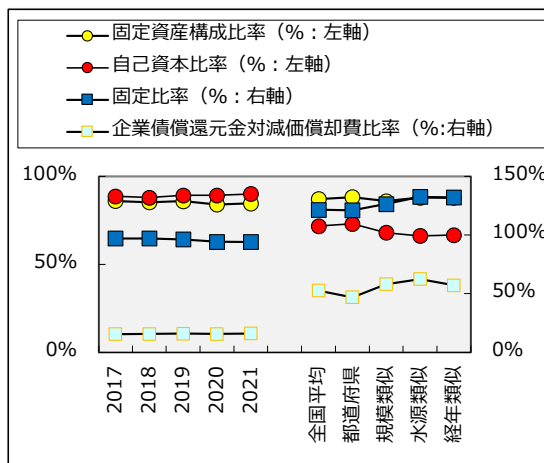 固定資産構成比率（%：左軸）
自己資本比率（%：左軸）
固定比率（%：右軸）
企業債償還元金対減価償却費比率（%:右軸）
100%
50%
0%
150%
100%
50%
0%
2017
2018
2019
2020
2021
全国平均
都道府県
規模類似
水源類似
経年類似